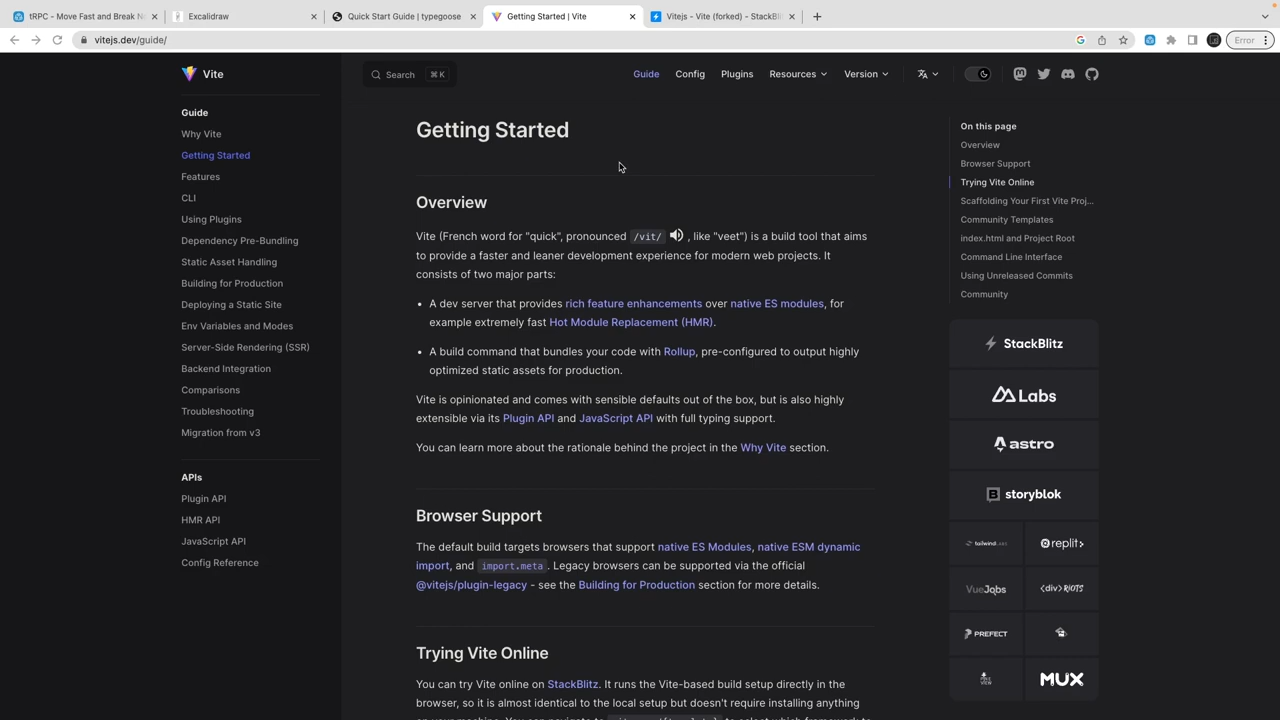 tRPC - Move Fast and Break N
Excalidraw
Quick Start Guide | typegoose
Getting Started | Vite
Vitejs - Vite (forked) - StackBli
vitejs.dev/guide/
Error
Vite
Search
⌘K
Guide
Config
Plugins
Resources
Version
Guide
Why Vite
Getting Started
Features
CLI
Using Plugins
Dependency Pre-Bundling
Static Asset Handling
Building for Production
Deploying a Static Site
Env Variables and Modes
Server-Side Rendering (SSR)
Backend Integration
Comparisons
Troubleshooting
Migration from v3
APIs
Plugin API
HMR API
JavaScript API
Config Reference
Getting Started
Overview
Vite (French word for "quick", pronounced /vit/ , like "veet") is a build tool that aims
to provide a faster and leaner development experience for modern web projects. It
consists of two major parts:
• A dev server that provides rich feature enhancements over native ES modules, for
example extremely fast Hot Module Replacement (HMR).
• A build command that bundles your code with Rollup, pre-configured to output highly
optimized static assets for production.
Vite is opinionated and comes with sensible defaults out of the box, but is also highly
extensible via its Plugin API and JavaScript API with full typing support.
You can learn more about the rationale behind the project in the Why Vite section.
Browser Support
The default build targets browsers that support native ES Modules, native ESM dynamic
import, and import.meta. Legacy browsers can be supported via the official
@vitejs/plugin-legacy - see the Building for Production section for more details.
Trying Vite Online
You can try Vite online on StackBlitz. It runs the Vite-based build setup directly in the
browser, so it is almost identical to the local setup but doesn't require installing anything
On this page
Overview
Browser Support
Trying Vite Online
Scaffolding Your First Vite Proj...
Community Templates
index.html and Project Root
Command Line Interface
Using Unreleased Commits
Community
StackBlitz
Labs
astro
storyblok
tailwindlabs
replit
VueJobs
<div>RIOTS
PREFECT
MUX